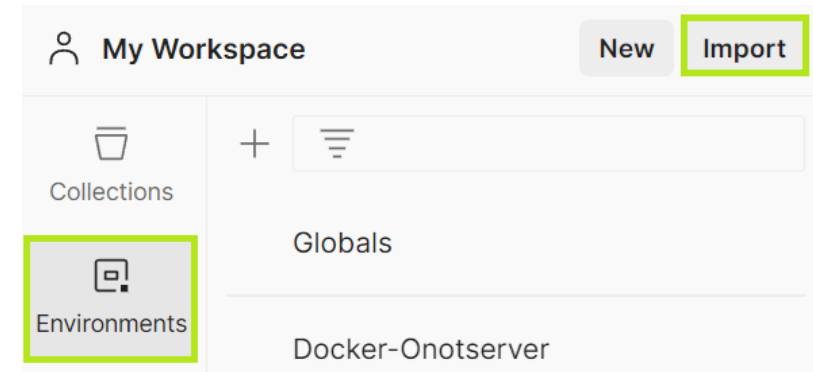 My Workspace
New
Import
Collections
Globals
Environments
Docker-Onotserver